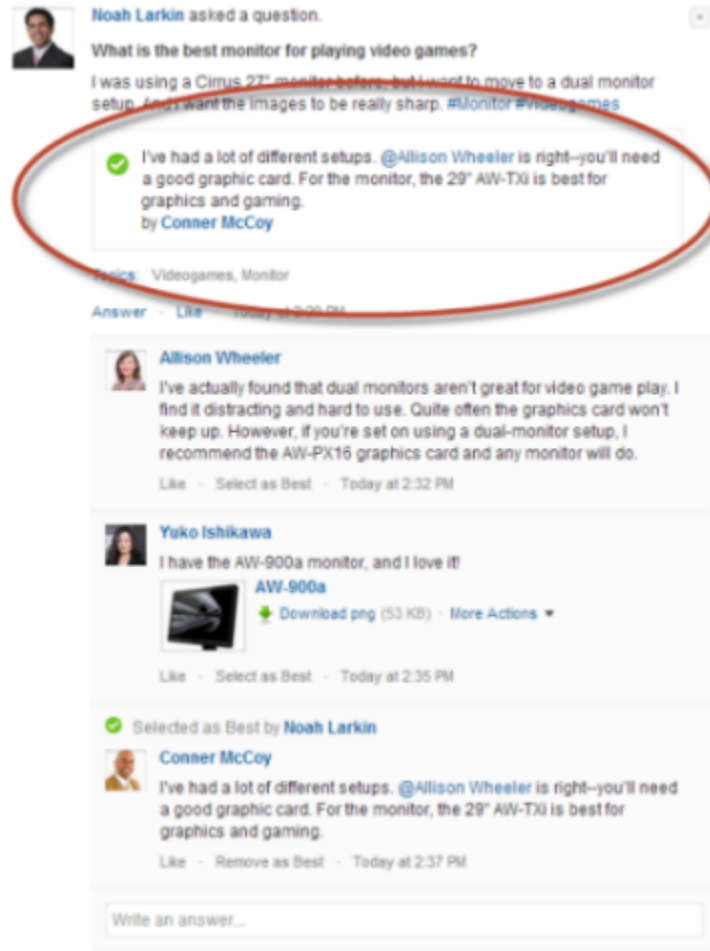 Noah Larkin asked a question.
What is the best monitor for playing video games?
I was using a Cirrus 27" monitor before, but I want to move to a dual monitor
setup. And I want the images to be really sharp. #Monitor #Videogames
I've had a lot of different setups. @Allison Wheeler is right--you'll need
a good graphic card. For the monitor, the 29" AW-TXi is best for
graphics and gaming.
by Conner McCoy
Topics: Videogames, Monitor
Answer · Like · Today at 2:29 PM
Allison Wheeler
I've actually found that dual monitors aren't great for video game play. I
find it distracting and hard to use. Quite often the graphics card won't
keep up. However, if you're set on using a dual-monitor setup, I
recommend the AW-PX16 graphics card and any monitor will do.
Like · Select as Best · Today at 2:32 PM
Yuko Ishikawa
I have the AW-900a monitor, and I love it!
AW-900a
Download png (53 KB) · More Actions
Like · Select as Best · Today at 2:35 PM
Selected as Best by Noah Larkin
Conner McCoy
I've had a lot of different setups. @Allison Wheeler is right--you'll need
a good graphic card. For the monitor, the 29" AW-TXi is best for
graphics and gaming.
Like · Remove as Best · Today at 2:37 PM
Write an answer...